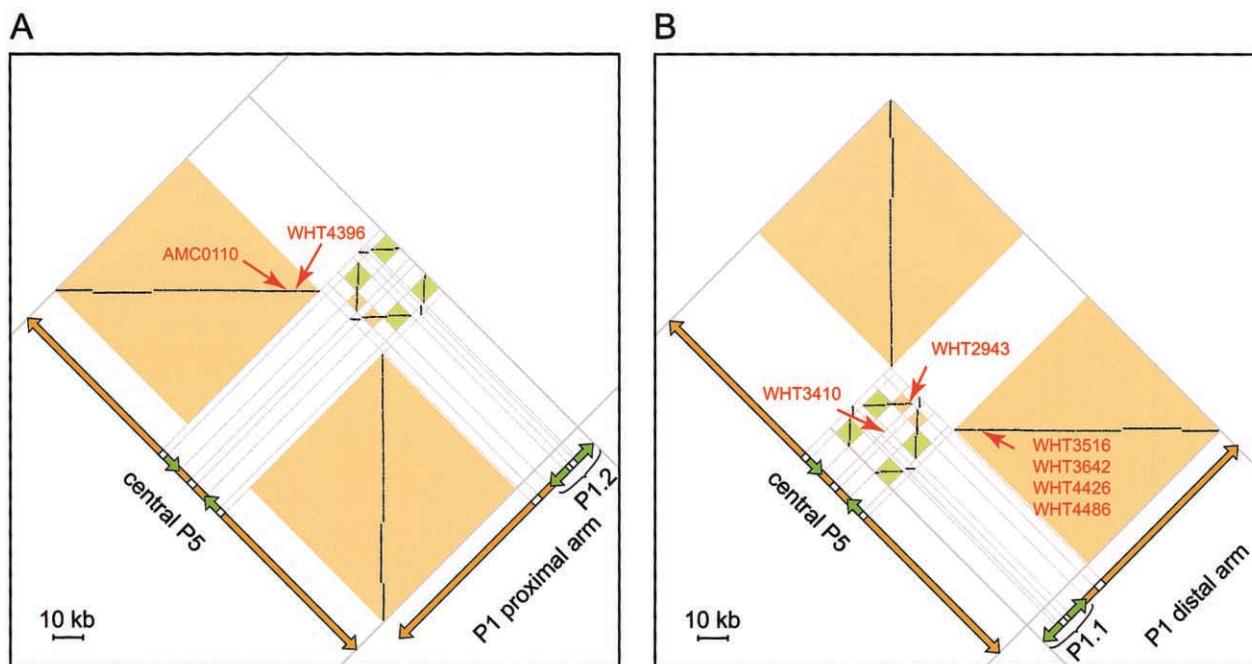 A
AMC0110
WHT4396
central P5
P1.2
P1 proximal arm
10 kb
B
WHT2943
WHT3410
WHT3516
WHT3642
WHT4426
WHT4486
central P5
P1.1
P1 distal arm
10 kb